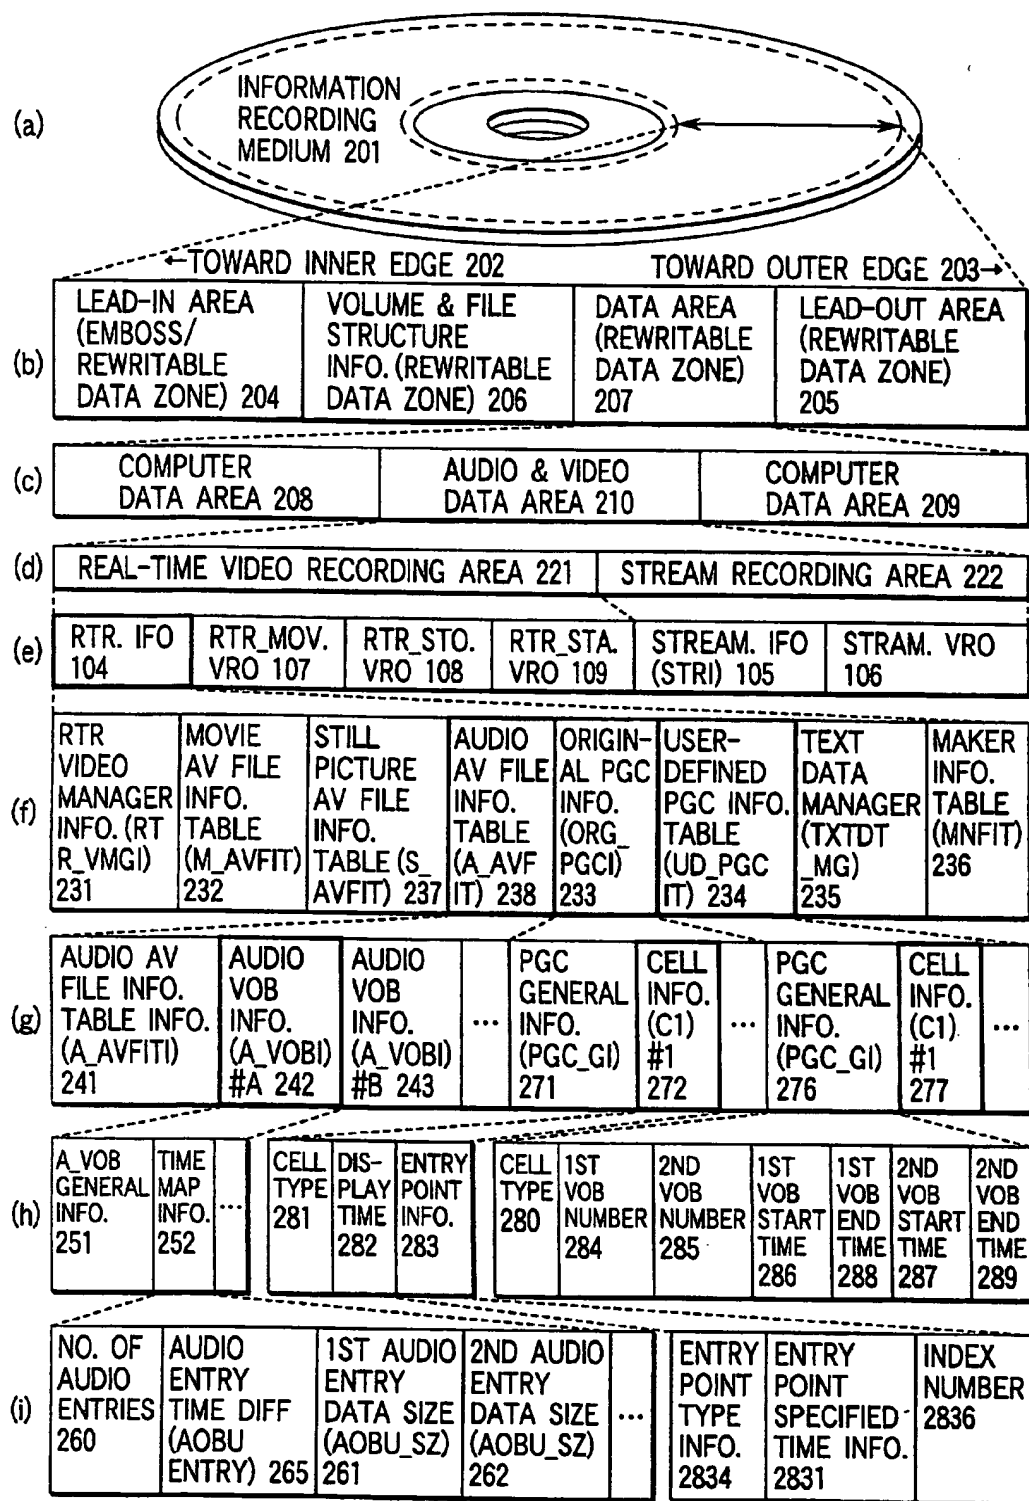 (a)
INFORMATION
RECORDING
MEDIUM 201
←TOWARD INNER EDGE 202
TOWARD OUTER EDGE 203→
(b)
LEAD-IN AREA
(EMBOSS/
REWRITABLE
DATA ZONE) 204
VOLUME & FILE
STRUCTURE
INFO. (REWRITABLE
DATA ZONE) 206
DATA AREA
(REWRITABLE
DATA ZONE)
207
LEAD-OUT AREA
(REWRITABLE
DATA ZONE)
205
(c)
COMPUTER
DATA AREA 208
AUDIO & VIDEO
DATA AREA 210
COMPUTER
DATA AREA 209
(d)
REAL-TIME VIDEO RECORDING AREA 221
STREAM RECORDING AREA 222
(e)
RTR. IFO
104
RTR_MOV.
VRO 107
RTR_STO.
VRO 108
RTR_STA.
VRO 109
STREAM. IFO
(STRI) 105
STRAM. VRO
106
(f)
RTR
VIDEO
MANAGER
INFO. (RT
R_VMGI)
231
MOVIE
AV FILE
INFO.
TABLE
(M_AVFIT)
232
STILL
PICTURE
AV FILE
INFO.
TABLE (S_
AVFIT) 237
AUDIO
AV FILE
INFO.
TABLE
(A_AVF
IT) 238
ORIGIN-
AL PGC
INFO.
(ORG_
PGCI)
233
USER-
DEFINED
PGC INFO.
TABLE
(UD_PGC
IT) 234
TEXT
DATA
MANAGER
(TXTDT
_MG)
235
MAKER
INFO.
TABLE
(MNFIT)
236
(g)
AUDIO AV
FILE INFO.
TABLE INFO.
(A_AVFITI)
241
AUDIO
VOB
INFO.
(A_VOBI)
#A 242
AUDIO
VOB
INFO.
(A_VOBI)
#B 243
...
PGC
GENERAL
INFO.
(PGC_GI)
271
CELL
INFO.
(C1)
#1
272
...
PGC
GENERAL
INFO.
(PGC_GI)
276
CELL
INFO.
(C1)
#1
277
...
(h)
A_VOB
GENERAL
INFO.
251
TIME
MAP
INFO.
252
...
CELL
TYPE
281
DIS-
PLAY
TIME
282
ENTRY
POINT
INFO.
283
CELL
TYPE
280
1ST
VOB
NUMBER
284
2ND
VOB
NUMBER
285
1ST
VOB
START
TIME
286
1ST
VOB
END
TIME
288
2ND
VOB
START
TIME
287
2ND
VOB
END
TIME
289
(i)
NO. OF
AUDIO
ENTRIES
260
AUDIO
ENTRY
TIME DIFF
(AOBU
ENTRY) 265
1ST AUDIO
ENTRY
DATA SIZE
(AOBU_SZ)
261
2ND AUDIO
ENTRY
DATA SIZE
(AOBU_SZ)
262
...
ENTRY
POINT
TYPE
INFO.
2834
ENTRY
POINT
SPECIFIED
TIME INFO.
2831
INDEX
NUMBER
2836